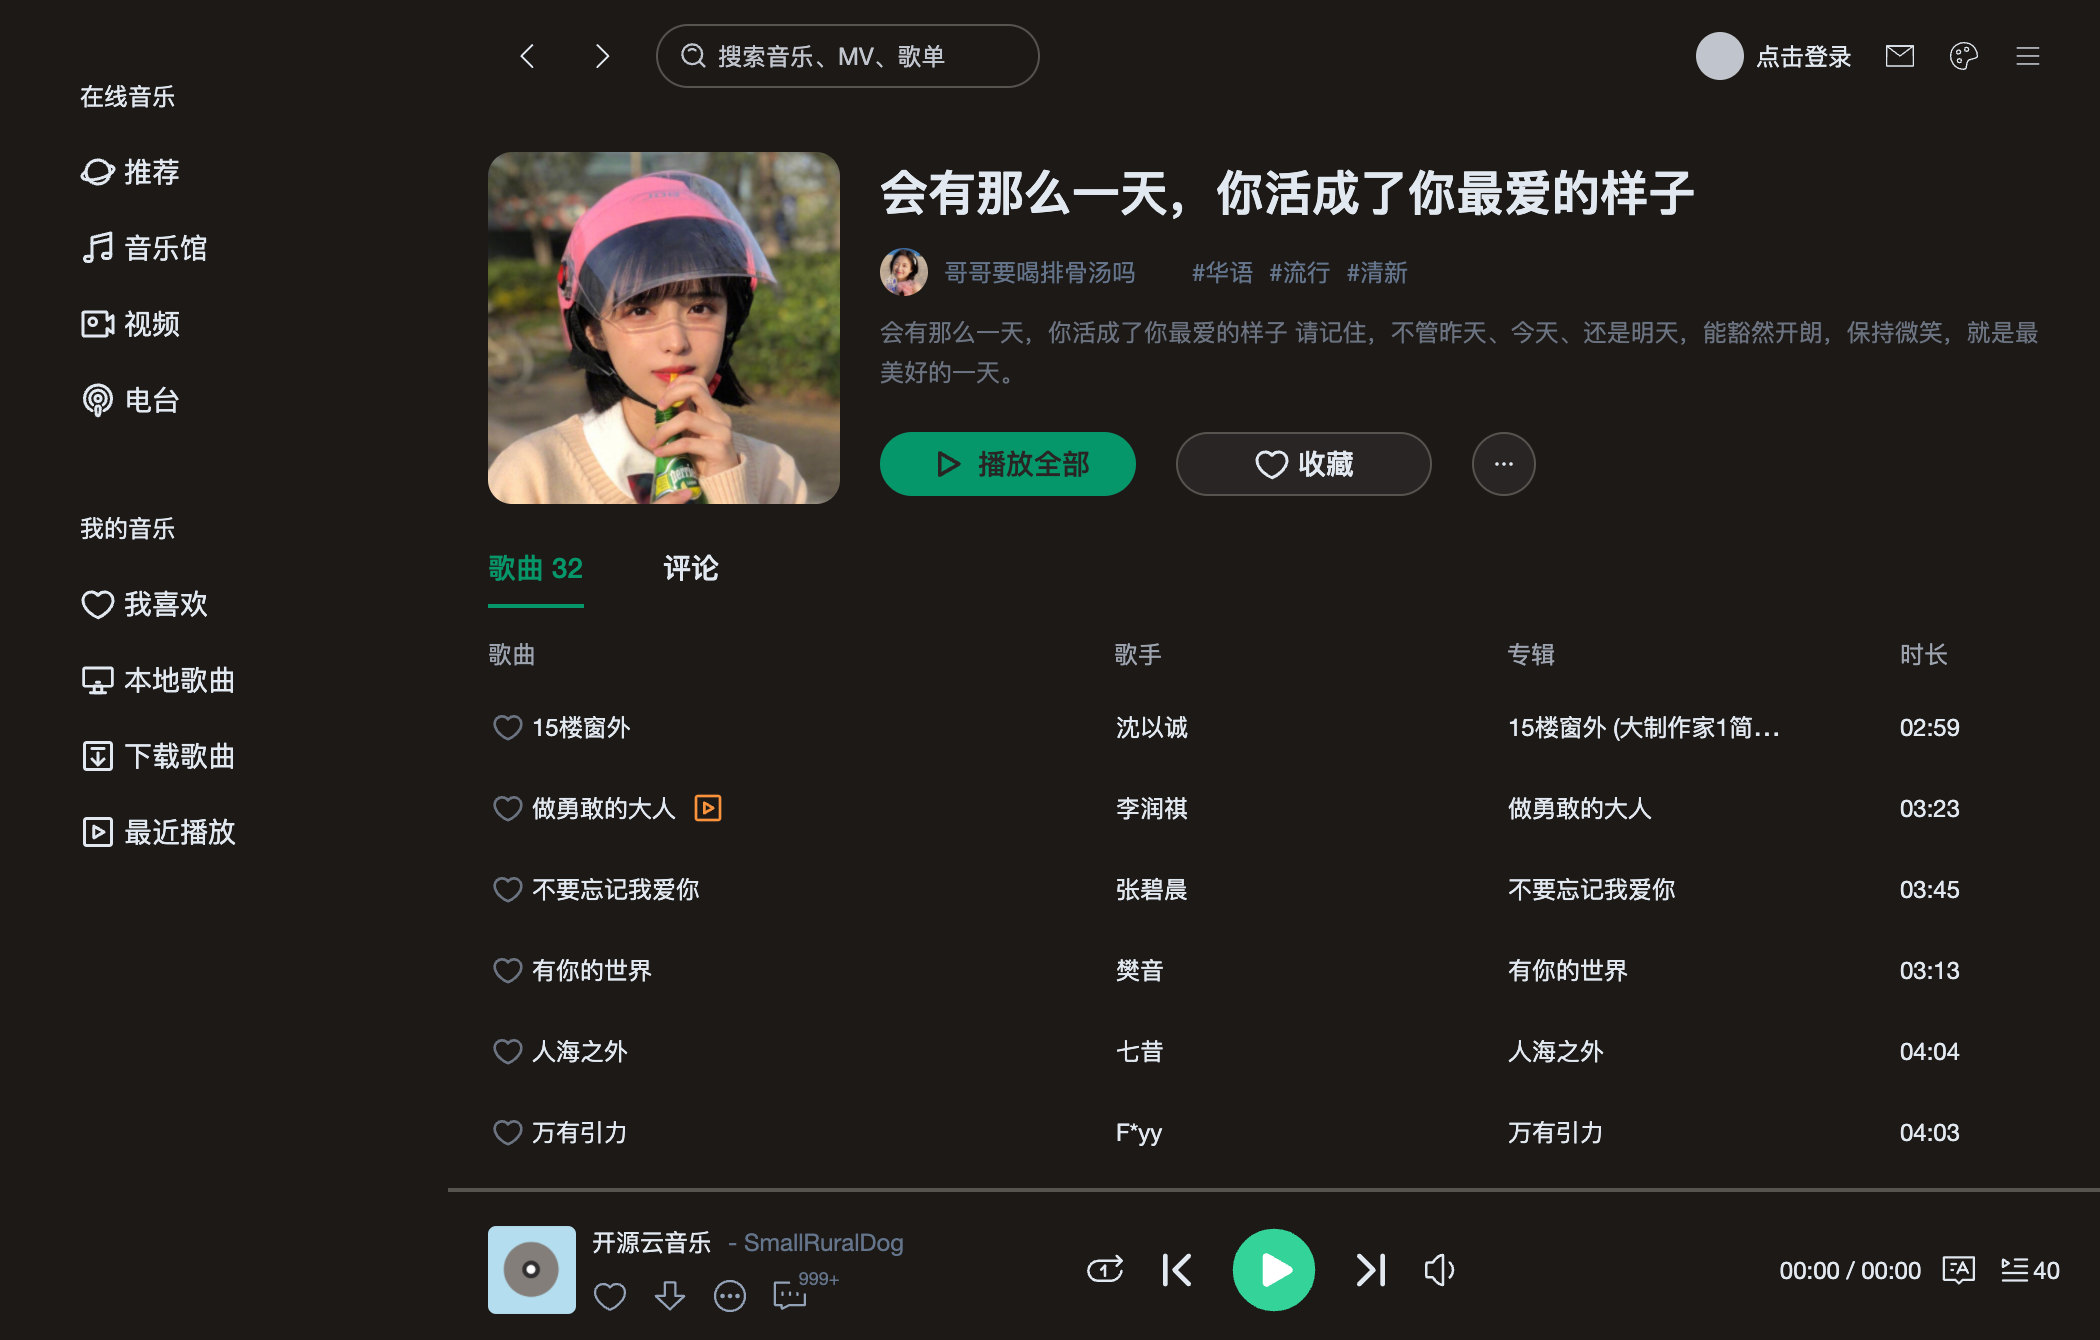 搜索音乐、MV、歌单
点击登录
在线音乐
推荐
音乐馆
视频
电台
我的音乐
我喜欢
本地歌曲
下载歌曲
最近播放
会有那么一天，你活成了你最爱的样子
哥哥要喝排骨汤吗 #华语 #流行 #清新
会有那么一天，你活成了你最爱的样子 请记住，不管昨天、今天、还是明天，能豁然开朗，保持微笑，就是最
美好的一天。
播放全部 收藏
歌曲 32 评论
歌曲 歌手 专辑 时长
15楼窗外 沈以诚 15楼窗外 (大制作家1简... 02:59
做勇敢的大人 李润祺 做勇敢的大人 03:23
不要忘记我爱你 张碧晨 不要忘记我爱你 03:45
有你的世界 樊音 有你的世界 03:13
人海之外 七昔 人海之外 04:04
万有引力 F*yy 万有引力 04:03
开源云音乐 - SmallRuralDog
999+
1
00:00 / 00:00 A 40